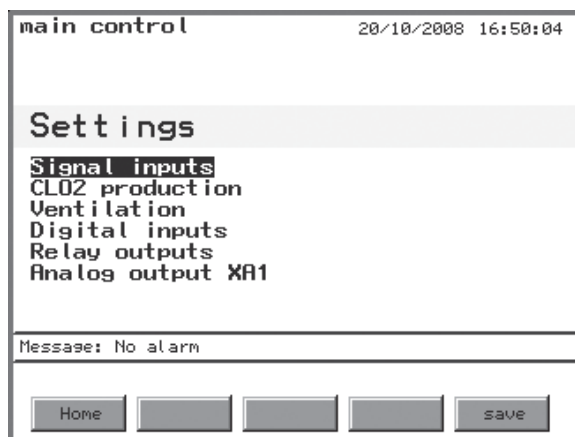 main control 20/10/2008 16:50:04
Settings
Signal inputs
CLO2 production
Ventilation
Digital inputs
Relay outputs
Analog output XA1
Message: No alarm
Home save